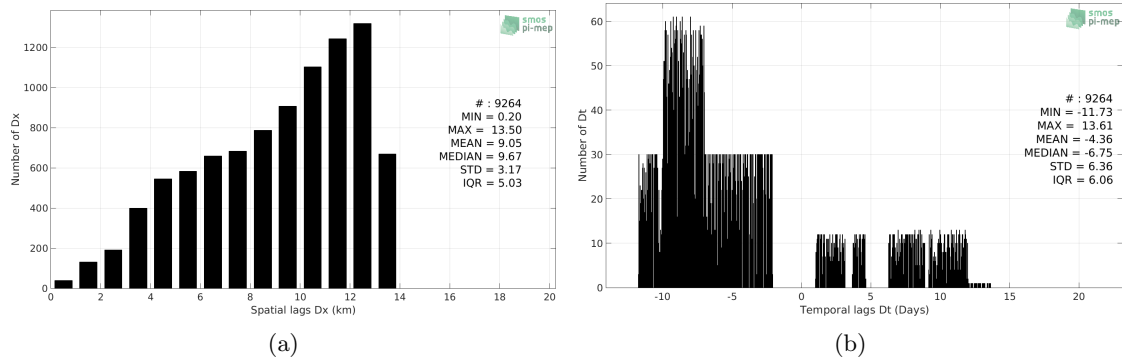 smos
pi-mep
1200
1000
800
600
400
200
0
Number of Dx
# : 9264
MIN = 0.20
MAX = 13.50
MEAN = 9.05
MEDIAN = 9.67
STD = 3.17
IQR = 5.03
0 2 4 6 8 10 12 14 16 18 20
Spatial lags Dx (km)
(a)
smos
pi-mep
60
50
40
30
20
10
0
Number of Dt
# : 9264
MIN = -11.73
MAX = 13.61
MEAN = -4.36
MEDIAN = -6.75
STD = 6.36
IQR = 6.06
-10 -5 0 5 10 15 20
Temporal lags Dt (Days)
(b)